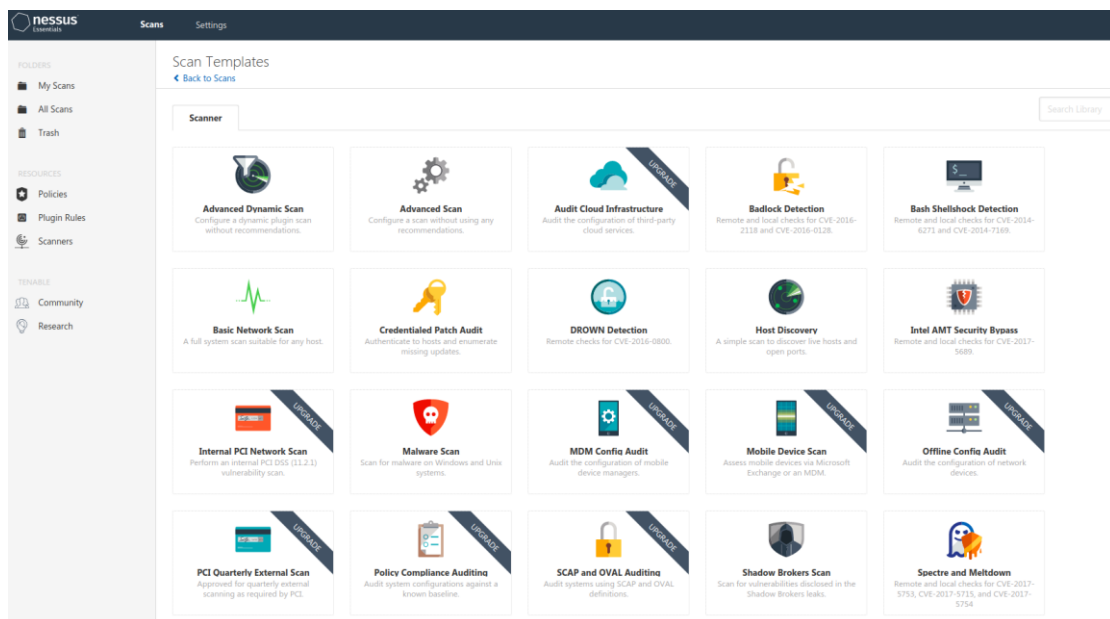 nessus
Essentials
Scans
Settings
FOLDERS
My Scans
All Scans
Trash
RESOURCES
Policies
Plugin Rules
Scanners
TENABLE
Community
Research
Scan Templates
Back to Scans
Scanner
Search Library
Advanced Dynamic Scan
Configure a dynamic plugin scan
without recommendations.
Advanced Scan
Configure a scan without using any
recommendations.
UPGRADE
Audit Cloud Infrastructure
Audit the configuration of third-party
cloud services.
Badlock Detection
Remote and local checks for CVE-2016-
2118 and CVE-2016-0128.
$_
Bash Shellshock Detection
Remote and local checks for CVE-2014-
6271 and CVE-2014-7169.
Basic Network Scan
A full system scan suitable for any host.
Credentialed Patch Audit
Authenticate to hosts and enumerate
missing updates.
DROWN Detection
Remote checks for CVE-2016-0800.
Host Discovery
A simple scan to discover live hosts and
open ports.
Intel AMT Security Bypass
Remote and local checks for CVE-2017-
5689.
UPGRADE
Internal PCI Network Scan
Perform an internal PCI DSS (11.2.1)
vulnerability scan.
Malware Scan
Scan for malware on Windows and Unix
systems.
UPGRADE
MDM Config Audit
Audit the configuration of mobile
device managers.
UPGRADE
Mobile Device Scan
Assess mobile devices via Microsoft
Exchange or an MDM.
UPGRADE
Offline Config Audit
Audit the configuration of network
devices.
UPGRADE
PCI Quarterly External Scan
Approved for quarterly external
scanning as required by PCI.
UPGRADE
Policy Compliance Auditing
Audit system configurations against a
known baseline.
UPGRADE
SCAP and OVAL Auditing
Audit systems using SCAP and OVAL
definitions.
Shadow Brokers Scan
Scan for vulnerabilities disclosed in the
Shadow Brokers leaks.
Spectre and Meltdown
Remote and local checks for CVE-2017-
5753, CVE-2017-5715, and CVE-2017-
5754